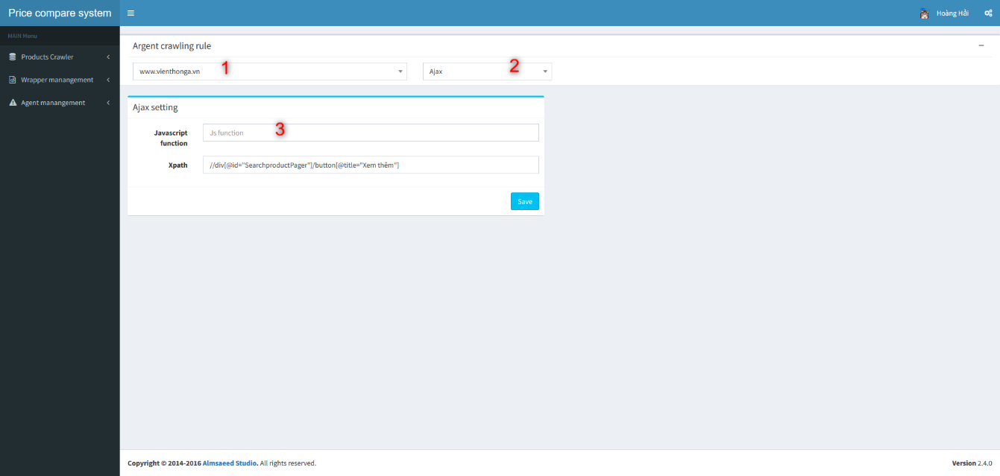 Price compare system
Hoàng Hải
MAIN Menu
Products Crawler
Wrapper manangement
Agent manangement
Argent crawling rule
www.vienthonga.vn
1
Ajax
2
Ajax setting
Javascript
function
Js function
3
Xpath
//div[@id="SearchproductPager"]/button[@title="Xem thêm"]
Save
Copyright © 2014-2016 Almsaeed Studio. All rights reserved.
Version 2.4.0